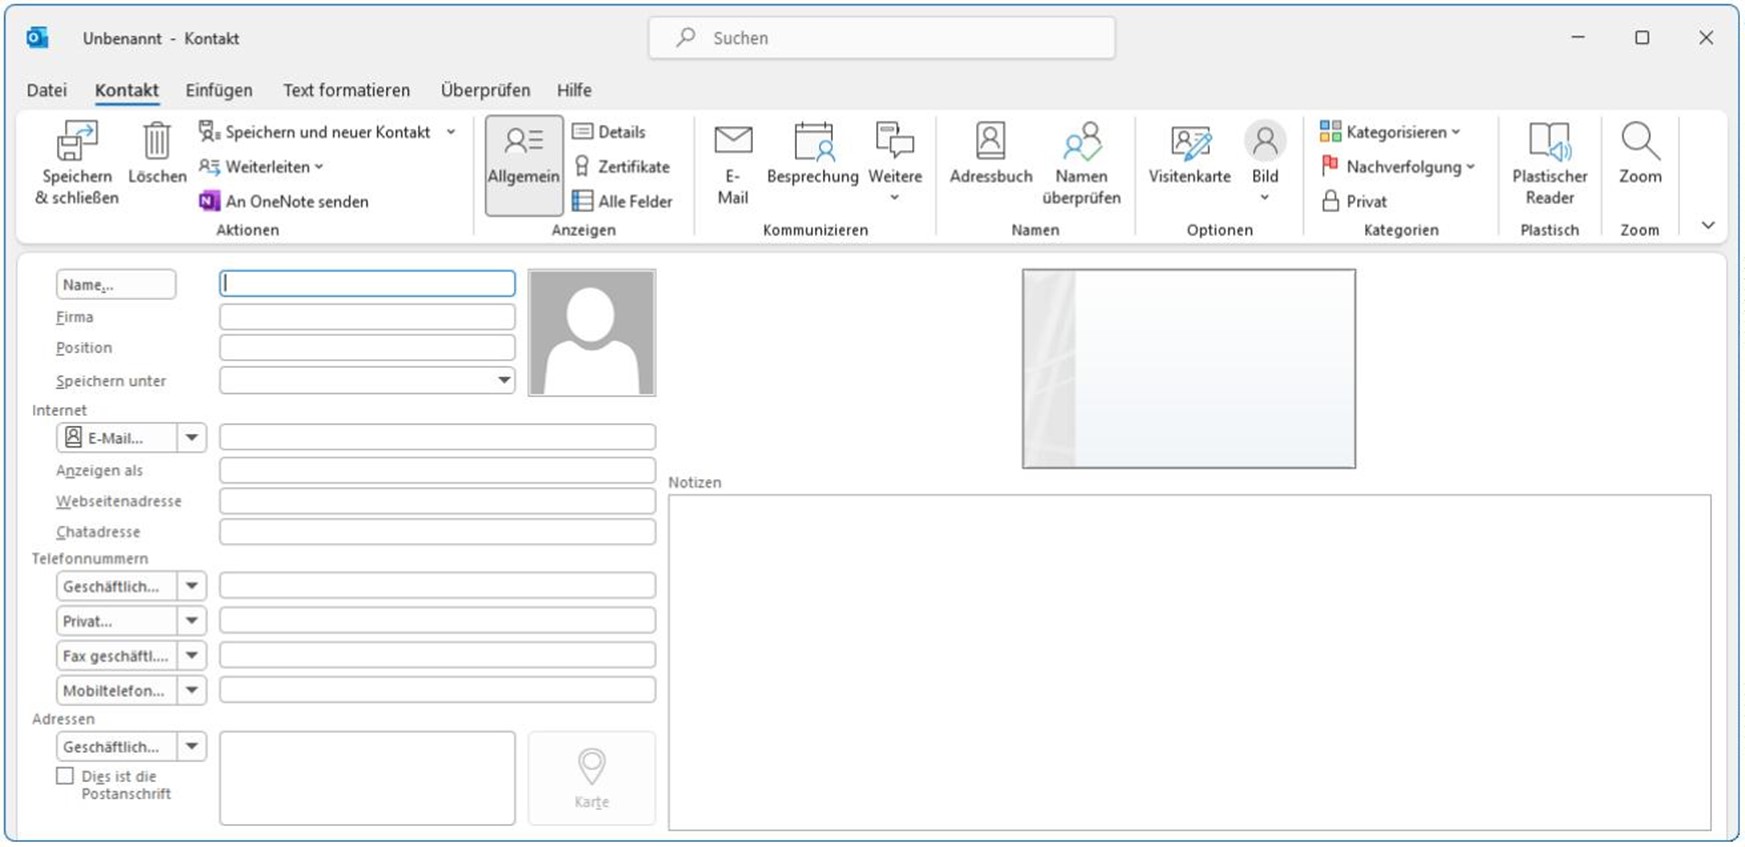 Unbenannt - Kontakt
Suchen
Datei Kontakt Einfügen Text formatieren Überprüfen Hilfe
Speichern & schließen
Löschen
Speichern und neuer Kontakt
Weiterleiten
An OneNote senden
Aktionen
Allgemein
Details
Zertifikate
Alle Felder
Anzeigen
E-Mail
Besprechung
Weitere
Kommunizieren
Adressbuch
Namen überprüfen
Namen
Visitenkarte
Bild
Optionen
Kategorisieren
Nachverfolgung
Privat
Kategorien
Plastischer Reader
Plastisch
Zoom
Zoom
Name...
Firma
Position
Speichern unter
Internet
E-Mail...
Anzeigen als
Webseitenadresse
Chatadresse
Telefonnummern
Geschäftlich...
Privat...
Fax geschäftl....
Mobiltelefon...
Adressen
Geschäftlich...
Dies ist die
Postanschrift
Karte
Notizen